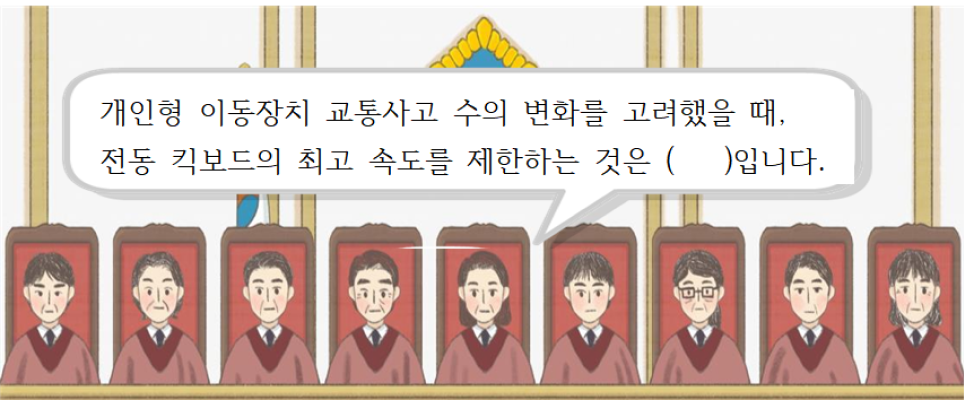 개인형 이동장치 교통사고 수의 변화를 고려했을 때,
전동 킥보드의 최고 속도를 제한하는 것은 (    )입니다.